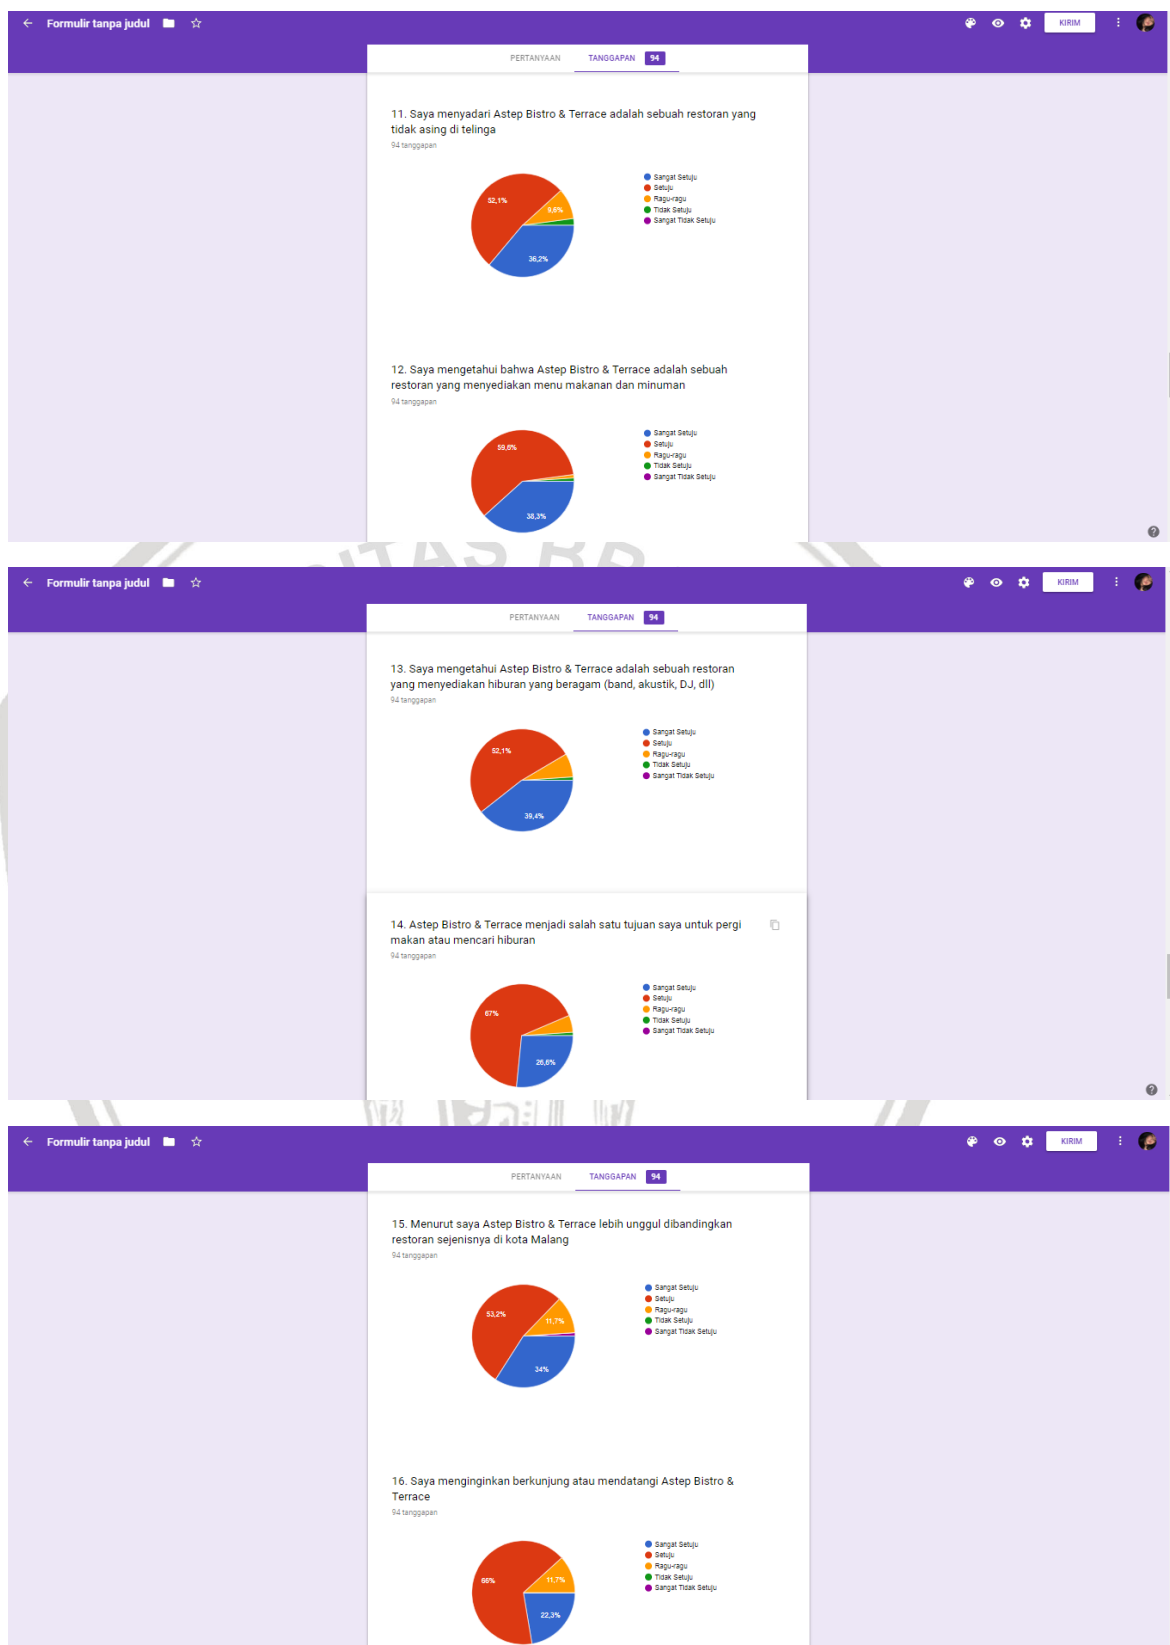 Formulir tanpa judul
KIRIM
PERTANYAAN TANGGAPAN 94
11. Saya menyadari Astep Bistro & Terrace adalah sebuah restoran yang
tidak asing di telinga
94 tanggapan
Sangat Setuju
Setuju
Ragu-ragu
Tidak Setuju
Sangat Tidak Setuju
52,1%
9,6%
36,2%
12. Saya mengetahui bahwa Astep Bistro & Terrace adalah sebuah
restoran yang menyediakan menu makanan dan minuman
94 tanggapan
Sangat Setuju
Setuju
Ragu-ragu
Tidak Setuju
Sangat Tidak Setuju
59,6%
38,3%
ITAS BR
Formulir tanpa judul
KIRIM
PERTANYAAN TANGGAPAN 94
13. Saya mengetahui Astep Bistro & Terrace adalah sebuah restoran
yang menyediakan hiburan yang beragam (band, akustik, DJ, dll)
94 tanggapan
Sangat Setuju
Setuju
Ragu-ragu
Tidak Setuju
Sangat Tidak Setuju
52,1%
39,4%
14. Astep Bistro & Terrace menjadi salah satu tujuan saya untuk pergi
makan atau mencari hiburan
94 tanggapan
Sangat Setuju
Setuju
Ragu-ragu
Tidak Setuju
Sangat Tidak Setuju
67%
26,6%
Formulir tanpa judul
KIRIM
PERTANYAAN TANGGAPAN 94
15. Menurut saya Astep Bistro & Terrace lebih unggul dibandingkan
restoran sejenisnya di kota Malang
94 tanggapan
Sangat Setuju
Setuju
Ragu-ragu
Tidak Setuju
Sangat Tidak Setuju
53,2%
11,7%
34%
16. Saya menginginkan berkunjung atau mendatangi Astep Bistro &
Terrace
94 tanggapan
Sangat Setuju
Setuju
Ragu-ragu
Tidak Setuju
Sangat Tidak Setuju
66%
11,7%
22,3%